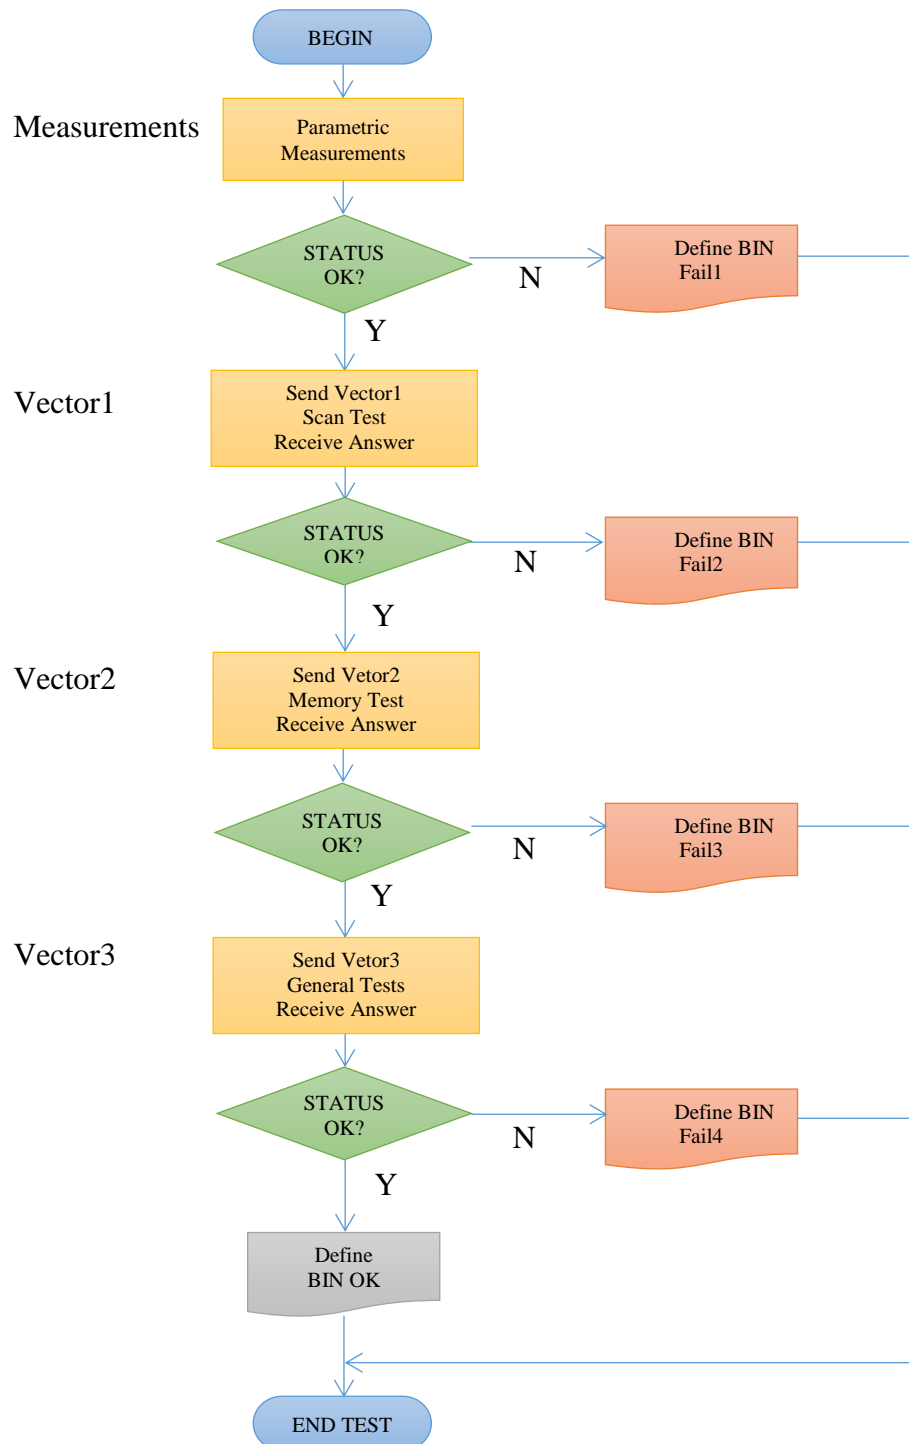 BEGIN
Measurements
Parametric
Measurements
STATUS
OK?
N
Define BIN
Fail1
Y
Vector1
Send Vector1
Scan Test
Receive Answer
STATUS
OK?
N
Define BIN
Fail2
Y
Vector2
Send Vetor2
Memory Test
Receive Answer
STATUS
OK?
N
Define BIN
Fail3
Y
Vector3
Send Vetor3
General Tests
Receive Answer
STATUS
OK?
N
Define BIN
Fail4
Y
Define
BIN OK
END TEST